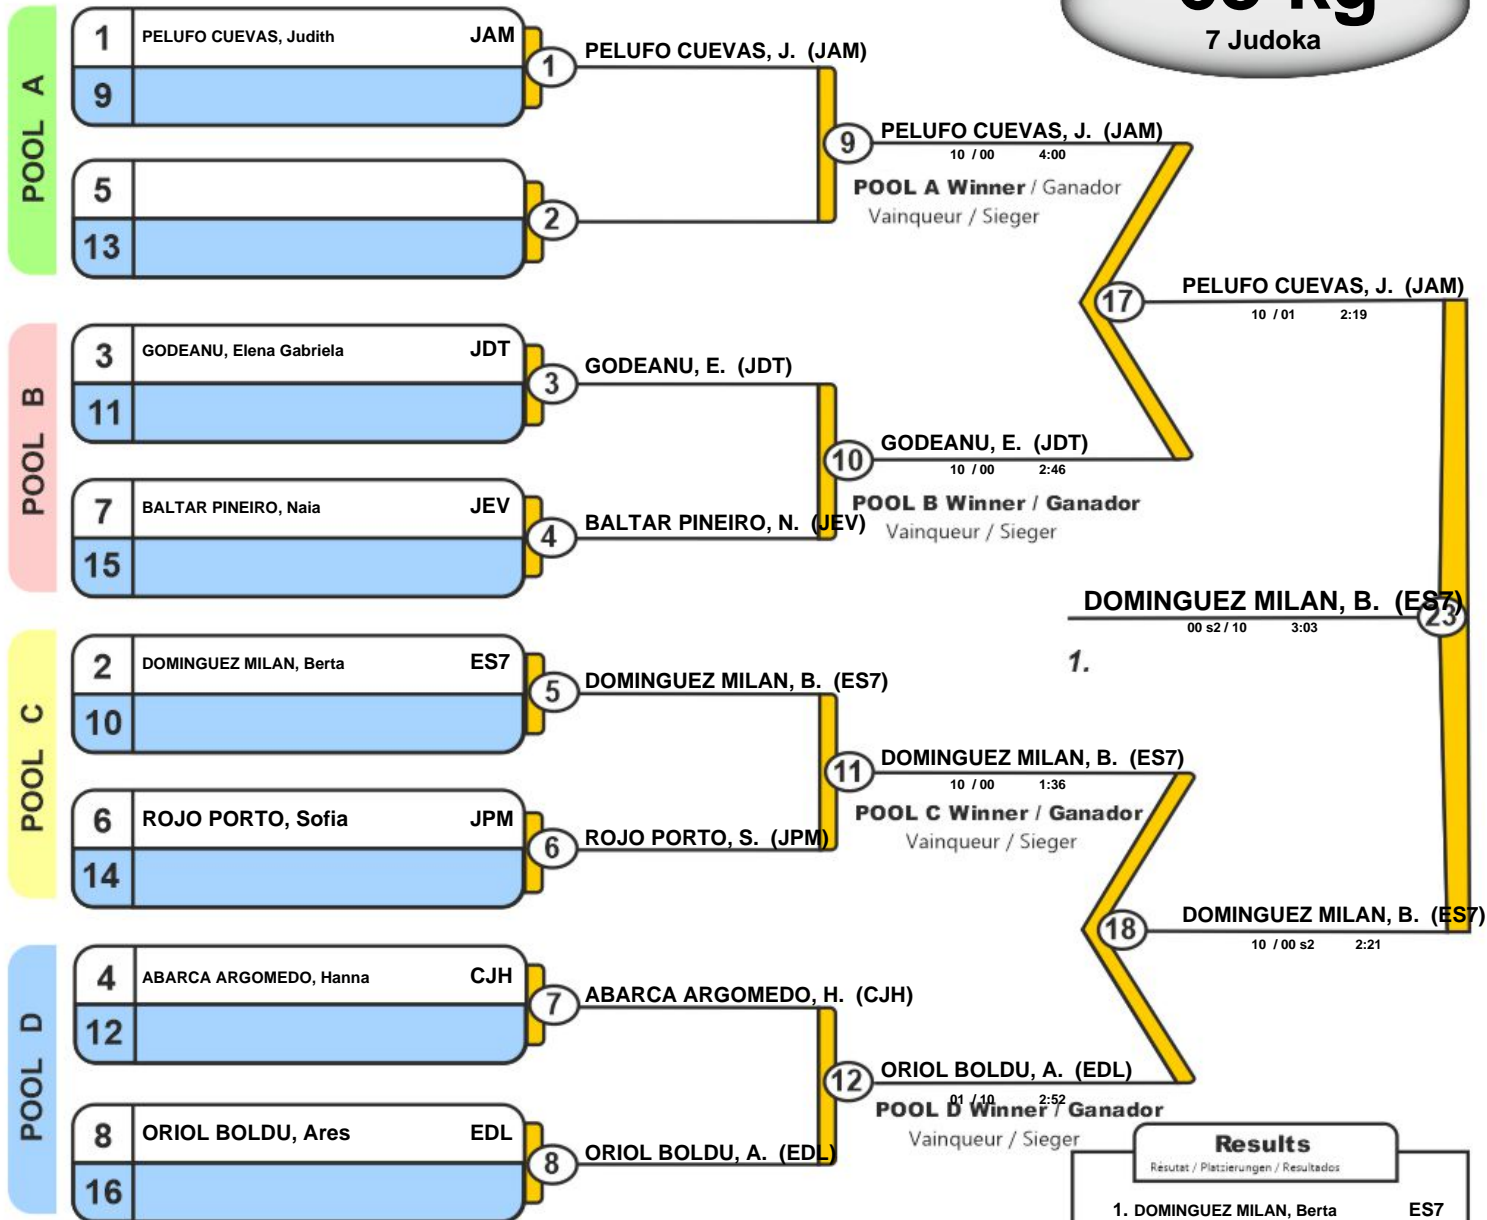 7 Judoka
POOL A
1 PELUFO CUEVAS, Judith JAM
9
1 PELUFO CUEVAS, J. (JAM)
5
13
2
9 PELUFO CUEVAS, J. (JAM)
10 / 00 4:00
POOL A Winner / Ganador
Vainqueur / Sieger
17 PELUFO CUEVAS, J. (JAM)
10 / 01 2:19
POOL B
3 GODEANU, Elena Gabriela JDT
11
3 GODEANU, E. (JDT)
7 BALTAR PINEIRO, Naia JEV
15
4 BALTAR PINEIRO, N. (JEV)
10 GODEANU, E. (JDT)
10 / 00 2:46
POOL B Winner / Ganador
Vainqueur / Sieger
DOMINGUEZ MILAN, B. (ES7)
23
00 s2 / 10 3:03
1.
POOL C
2 DOMINGUEZ MILAN, Berta ES7
10
5 DOMINGUEZ MILAN, B. (ES7)
6 ROJO PORTO, Sofia JPM
14
6 ROJO PORTO, S. (JPM)
11 DOMINGUEZ MILAN, B. (ES7)
10 / 00 1:36
POOL C Winner / Ganador
Vainqueur / Sieger
18 DOMINGUEZ MILAN, B. (ES7)
10 / 00 s2 2:21
POOL D
4 ABARCA ARGOMEDO, Hanna CJH
12
7 ABARCA ARGOMEDO, H. (CJH)
8 ORIOL BOLDU, Ares EDL
16
8 ORIOL BOLDU, A. (EDL)
12 ORIOL BOLDU, A. (EDL)
01 / 10 2:52
POOL D Winner / Ganador
Vainqueur / Sieger
Results
Résutat / Platzierungen / Resultados
1. DOMINGUEZ MILAN, Berta ES7